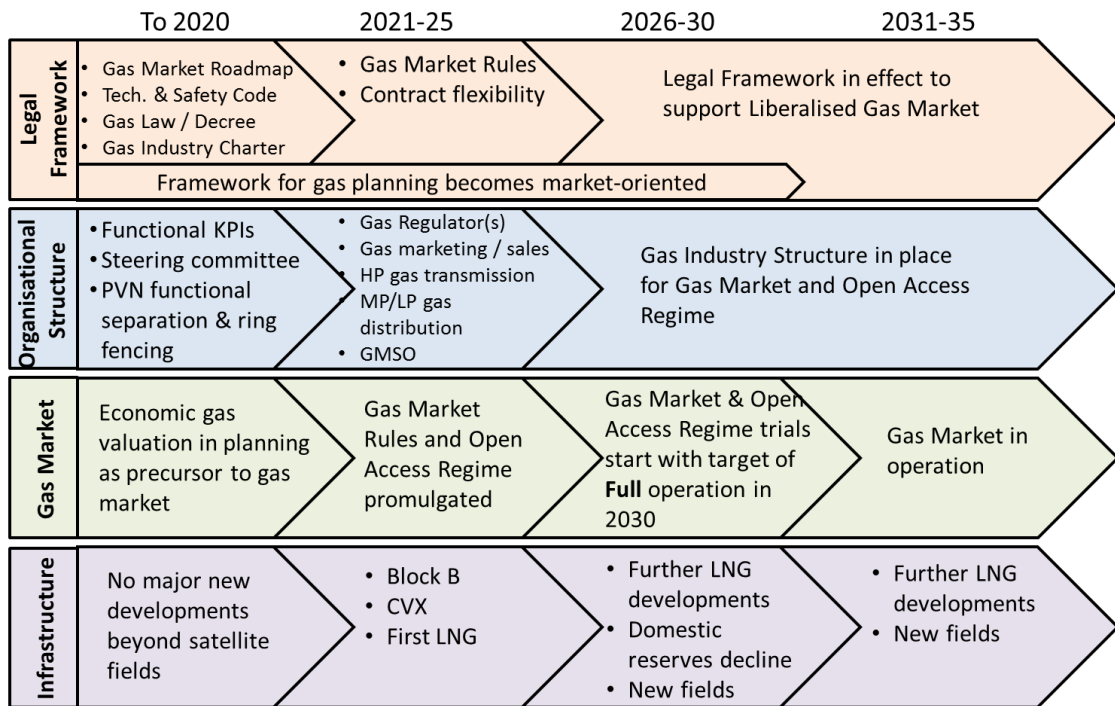 To 2020
2021-25
2026-30
2031-35
Legal
Framework
• Gas Market Roadmap
• Tech. & Safety Code
• Gas Law / Decree
• Gas Industry Charter
• Gas Market Rules
• Contract flexibility
Legal Framework in effect to
support Liberalised Gas Market
Framework for gas planning becomes market-oriented
Organisational
Structure
• Functional KPIs
• Steering committee
• PVN functional
separation & ring
fencing
• Gas Regulator(s)
• Gas marketing / sales
• HP gas transmission
• MP/LP gas
distribution
• GMSO
Gas Industry Structure in place
for Gas Market and Open Access
Regime
Gas Market
Economic gas
valuation in planning
as precursor to gas
market
Gas Market
Rules and Open
Access Regime
promulgated
Gas Market & Open
Access Regime trials
start with target of
Full operation in
2030
Gas Market in
operation
Infrastructure
No major new
developments
beyond satellite
fields
• Block B
• CVX
• First LNG
• Further LNG
developments
• Domestic
reserves decline
• New fields
• Further LNG
developments
• New fields